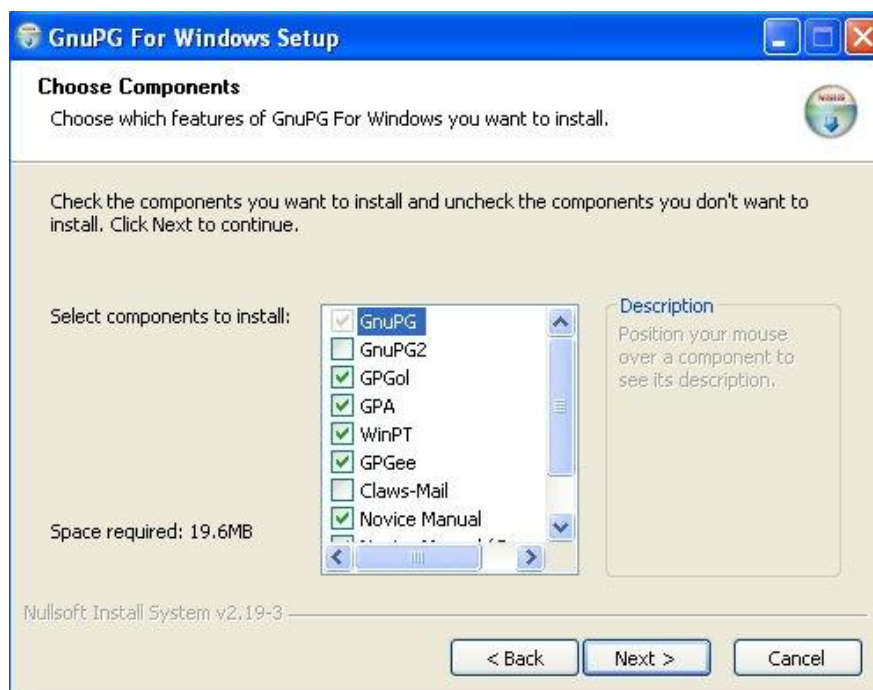 GnuPG For Windows Setup
Choose Components
Choose which features of GnuPG For Windows you want to install.
Check the components you want to install and uncheck the components you don't want to
install. Click Next to continue.
Select components to install:
GnuPG
GnuPG2
GPGol
GPA
WinPT
GPGee
Claws-Mail
Novice Manual
Description
Position your mouse
over a component to
see its description.
Space required: 19.6MB
Nullsoft Install System v2.19-3
< Back
Next >
Cancel